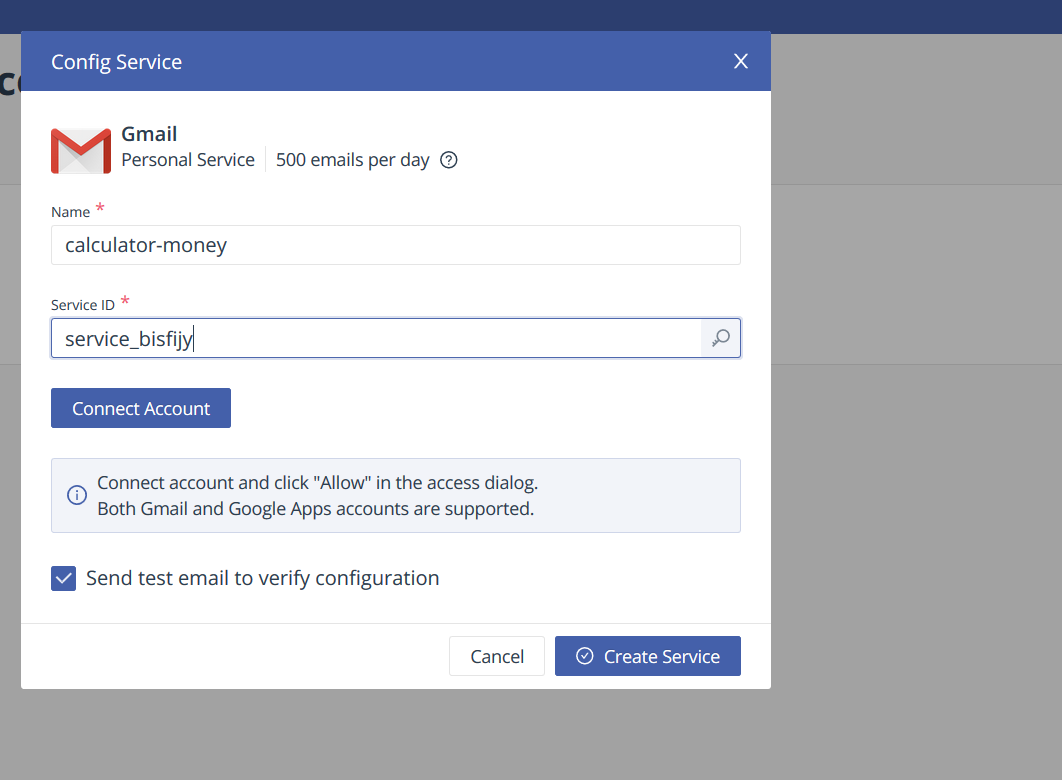 Config Service
Gmail
Personal Service
500 emails per day
Name *
calculator-money
Service ID *
service_bisfijy
Connect Account
Connect account and click "Allow" in the access dialog.
Both Gmail and Google Apps accounts are supported.
Send test email to verify configuration
Cancel
Create Service